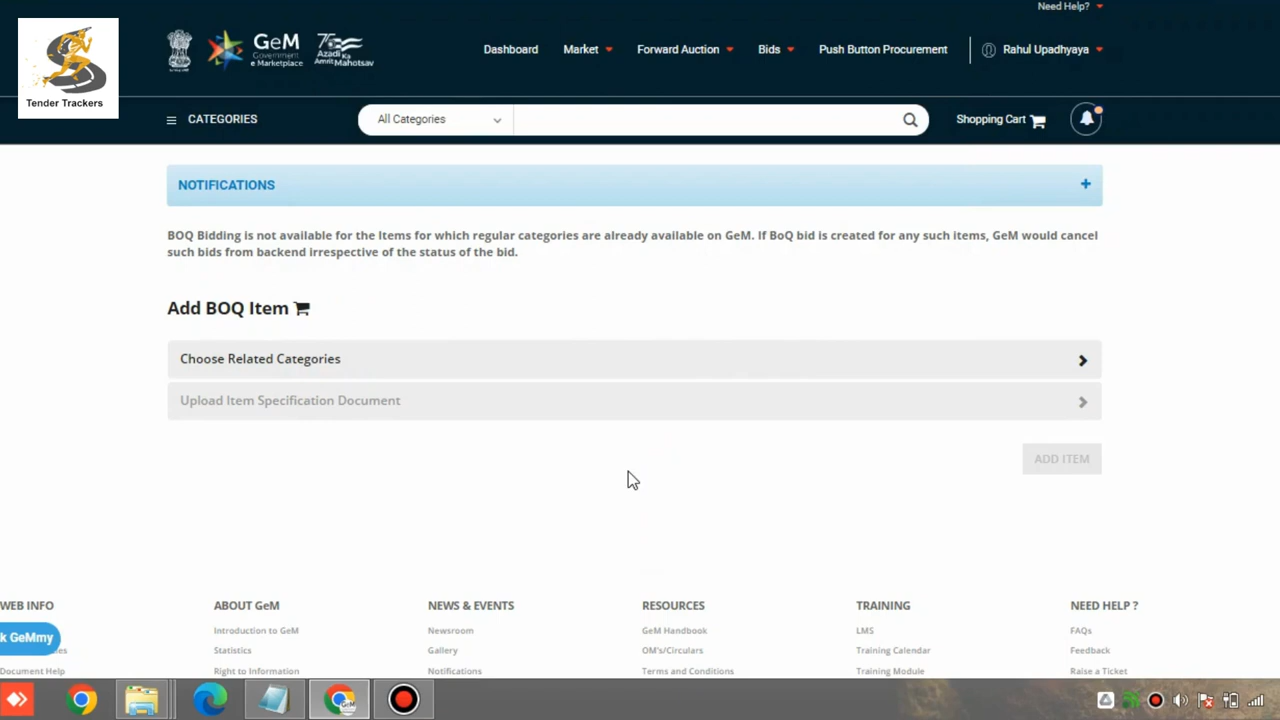 Need Help?
Tender Trackers
GeM
Government
e Marketplace
75
Azadi Ka
Amrit Mahotsav
Dashboard
Market
Forward Auction
Bids
Push Button Procurement
Rahul Upadhyaya
CATEGORIES
All Categories
Shopping Cart
NOTIFICATIONS
+
BOQ Bidding is not available for the Items for which regular categories are already available on GeM. If BoQ bid is created for any such items, GeM would cancel
such bids from backend irrespective of the status of the bid.
Add BOQ Item
Choose Related Categories
Upload Item Specification Document
ADD ITEM
WEB INFO
ABOUT GeM
NEWS & EVENTS
RESOURCES
TRAINING
NEED HELP ?
k GeMmy
Introduction to GeM
Newsroom
GeM Handbook
LMS
FAQs
Statistics
Gallery
OM's/Circulars
Training Calendar
Feedback
Document Help
Right to Information
Notifications
Terms and Conditions
Training Module
Raise a Ticket